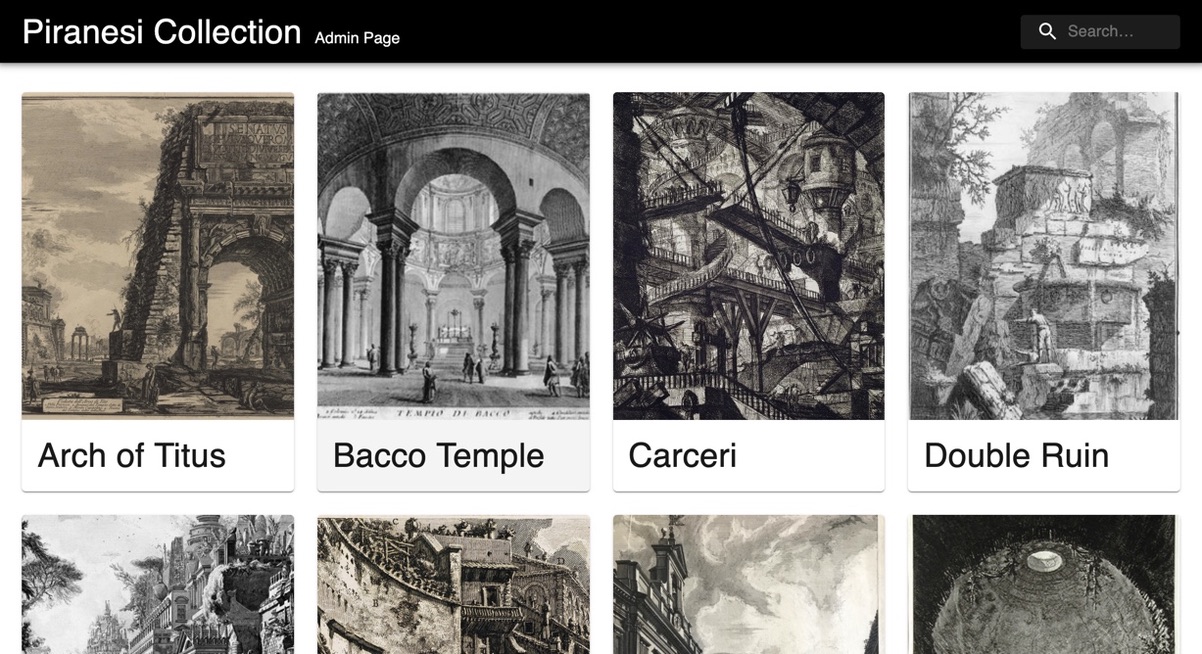 Piranesi Collection Admin Page Search…
TEMPIO DI BACCO
Arch of Titus Bacco Temple Carceri Double Ruin